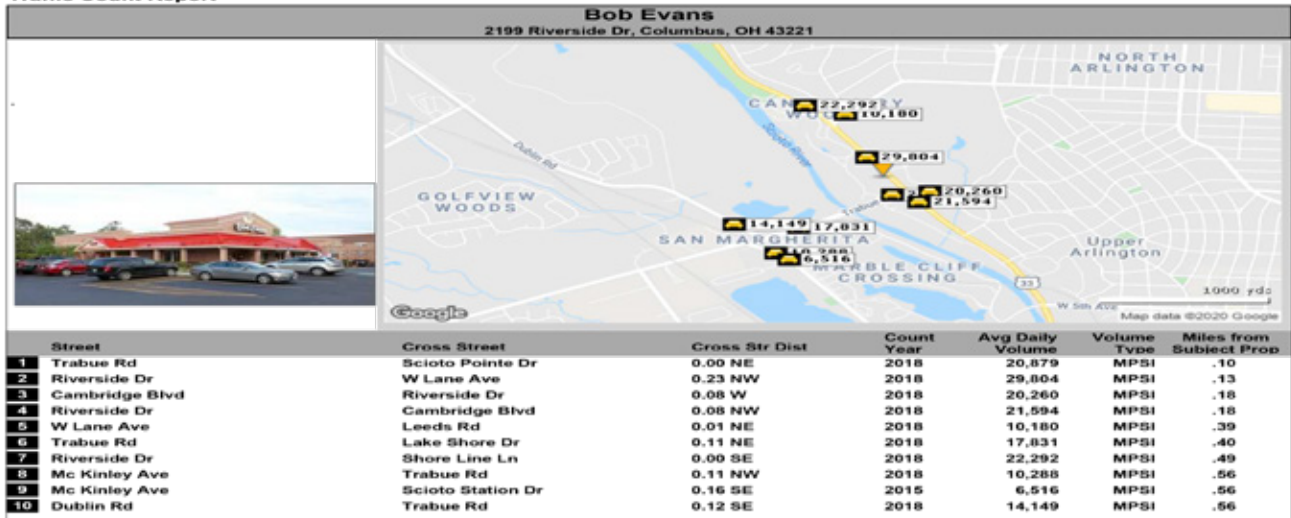 Traffic Count Report
Bob Evans
2199 Riverside Dr, Columbus, OH 43221
NORTH
ARLINGTON
22,292
10,180
Scioto River
Dublin Rd
29,804
GOLFVIEW
WOODS
20,260
21,594
Trabue
14,149
17,831
SAN MARGHERITA
6,516
Upper
Arlington
MARBLE CLIFF
CROSSING
33
1000 yds
W 5th Ave
Google
Map data ©2020 Google
Street Cross Street Cross Str Dist Count Year Avg Daily Volume Volume Type Miles from Subject Prop
1 Trabue Rd Scioto Pointe Dr 0.00 NE 2018 20,879 MPSI .10
2 Riverside Dr W Lane Ave 0.23 NW 2018 29,804 MPSI .13
3 Cambridge Blvd Riverside Dr 0.08 W 2018 20,260 MPSI .18
4 Riverside Dr Cambridge Blvd 0.08 NW 2018 21,594 MPSI .18
5 W Lane Ave Leeds Rd 0.01 NE 2018 10,180 MPSI .39
6 Trabue Rd Lake Shore Dr 0.11 NE 2018 17,831 MPSI .40
7 Riverside Dr Shore Line Ln 0.00 SE 2018 22,292 MPSI .49
8 Mc Kinley Ave Trabue Rd 0.11 NW 2018 10,288 MPSI .56
9 Mc Kinley Ave Scioto Station Dr 0.16 SE 2015 6,516 MPSI .56
10 Dublin Rd Trabue Rd 0.12 SE 2018 14,149 MPSI .56